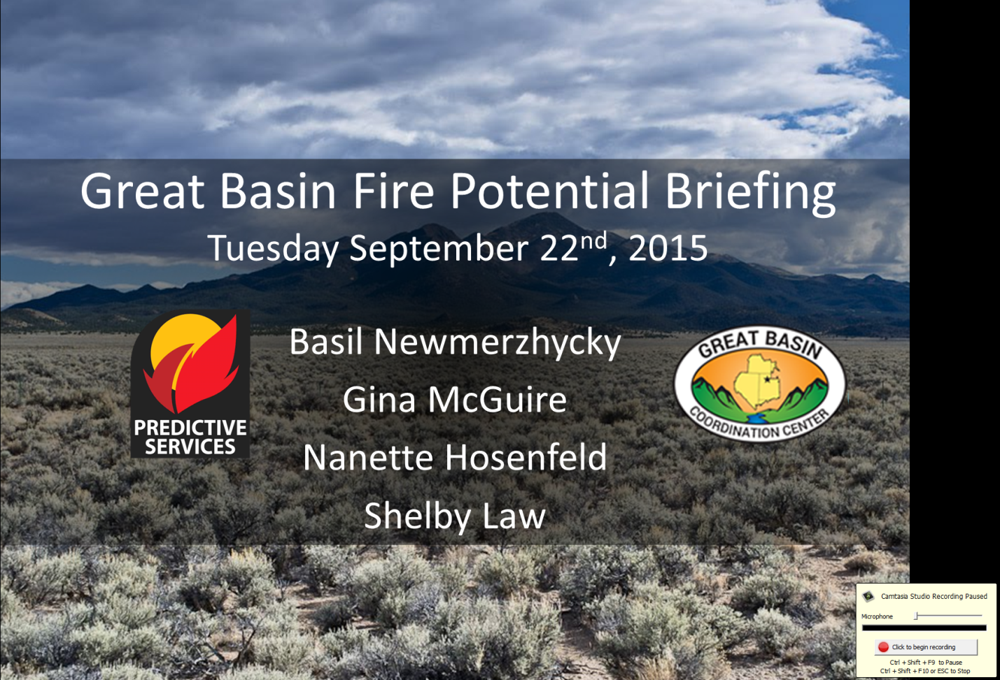 Great Basin Fire Potential Briefing
Tuesday September 22nd, 2015
Basil Newmerzhycky
Gina McGuire
Nanette Hosenfeld
Shelby Law
PREDICTIVE
SERVICES
GREAT BASIN
COORDINATION CENTER
Camtasia Studio Recording Paused
Microphone
Click to begin recording
Ctrl + Shift + F9 to Pause
Ctrl + Shift + F10 or ESC to Stop